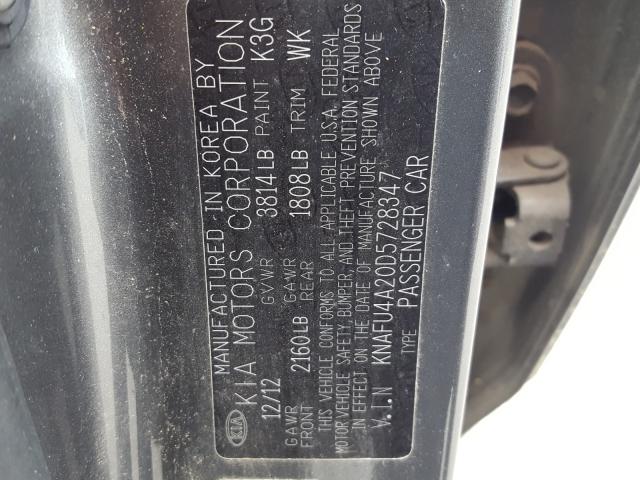 MANUFACTURED IN KOREA BY
KIA KIA MOTORS CORPORATION
12/12 GVWR 3814LB PAINT K3G
GAWR FRONT 2160LB GAWR REAR 1808LB TRIM WK
THIS VEHICLE CONFORMS TO ALL APPLICABLE U.S.A. FEDERAL
MOTOR VEHICLE SAFETY, BUMPER, AND THEFT PREVENTION STANDARDS
IN EFFECT ON THE DATE OF MANUFACTURE SHOWN ABOVE
V.I.N KNAFU4A20D5728347
TYPE PASSENGER CAR